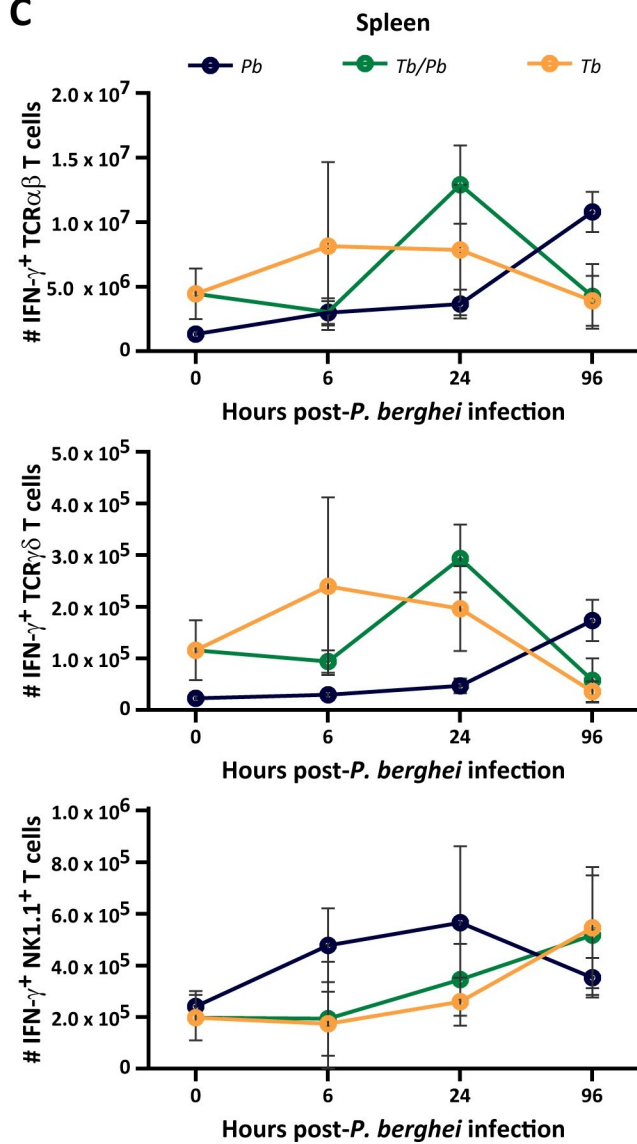 C
Spleen
Pb Tb/Pb Tb
# IFN-γ⁺ TCRαβ T cells
2.0 x 10⁷
1.5 x 10⁷
1.0 x 10⁷
5.0 x 10⁶
0
0 6 24 96
Hours post-P. berghei infection
# IFN-γ⁺ TCRγδ T cells
5.0 x 10⁵
4.0 x 10⁵
3.0 x 10⁵
2.0 x 10⁵
1.0 x 10⁵
0
0 6 24 96
Hours post-P. berghei infection
# IFN-γ⁺ NK1.1⁺ T cells
1.0 x 10⁶
8.0 x 10⁵
6.0 x 10⁵
4.0 x 10⁵
2.0 x 10⁵
0
0 6 24 96
Hours post-P. berghei infection